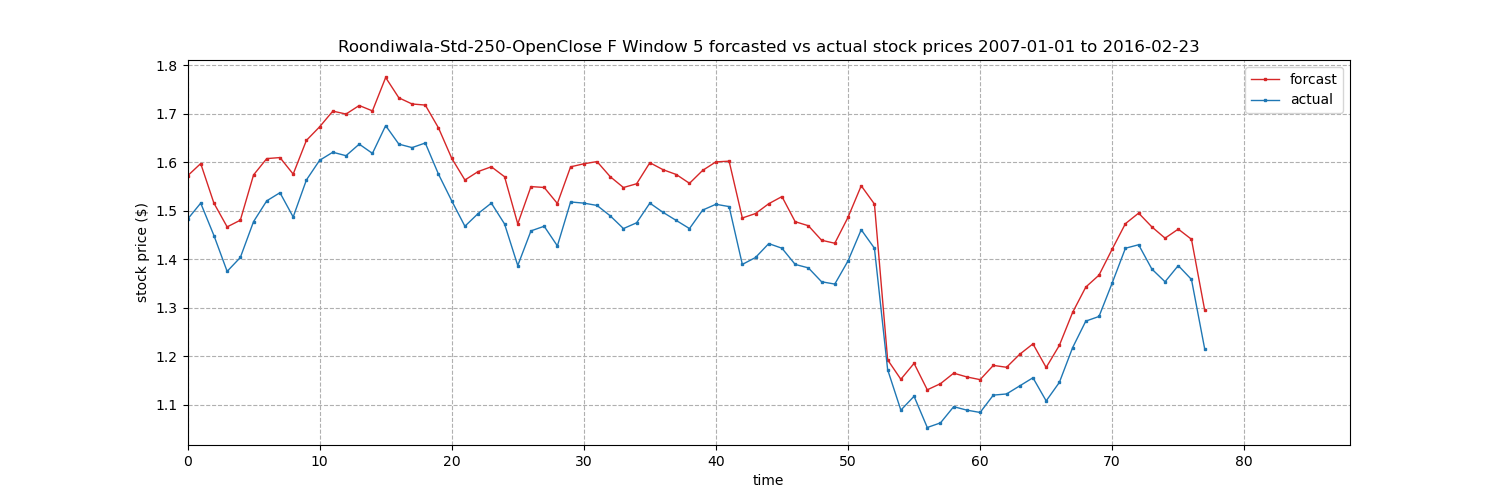 Roondiwala-Std-250-OpenClose F Window 5 forcasted vs actual stock prices 2007-01-01 to 2016-02-23
forcast
actual
stock price ($)
1.8
1.7
1.6
1.5
1.4
1.3
1.2
1.1
0 10 20 30 40 50 60 70 80
time